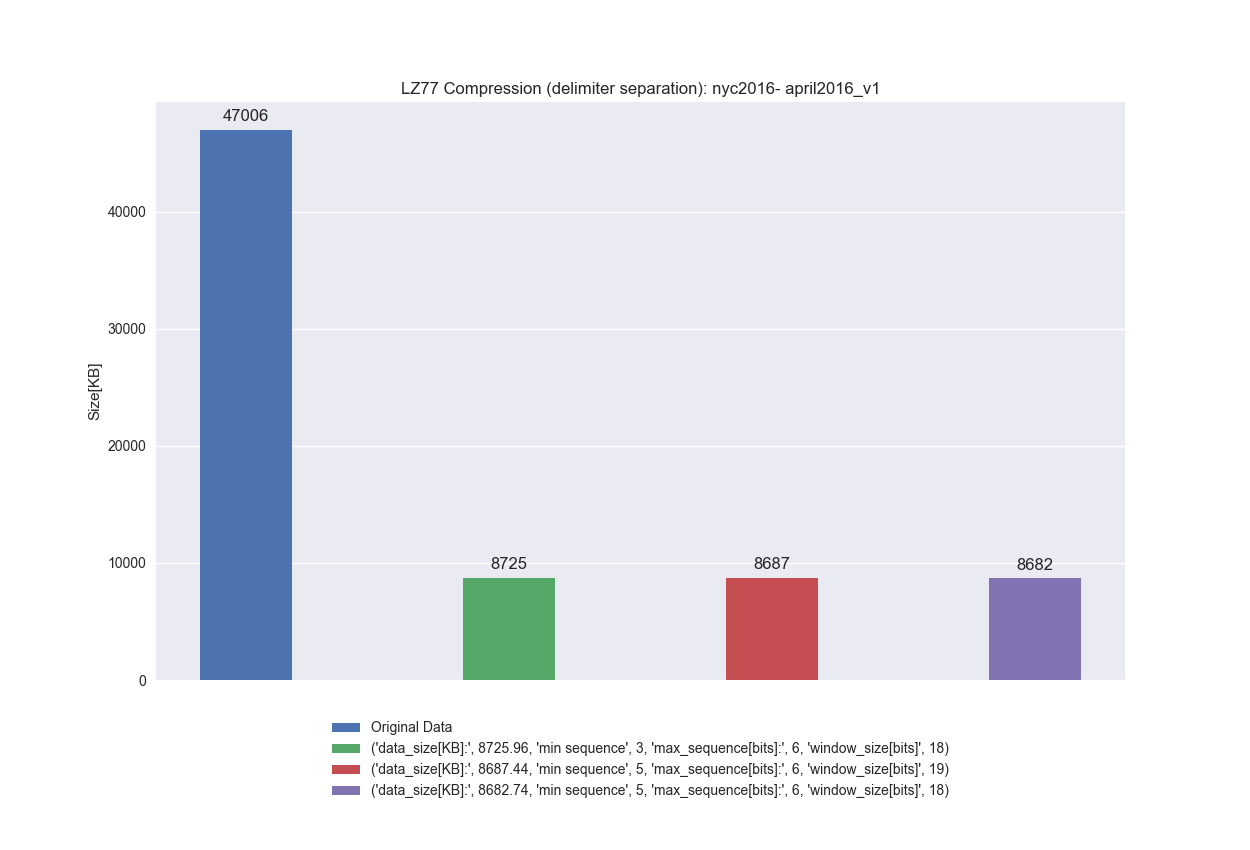 LZ77 Compression (delimiter separation): nyc2016- april2016_v1
47006
40000
30000
Size[KB]
20000
10000
8725
8687
8682
0
Original Data
('data_size[KB]:', 8725.96, 'min sequence', 3, 'max_sequence[bits]:', 6, 'window_size[bits]', 18)
('data_size[KB]:', 8687.44, 'min sequence', 5, 'max_sequence[bits]:', 6, 'window_size[bits]', 19)
('data_size[KB]:', 8682.74, 'min sequence', 5, 'max_sequence[bits]:', 6, 'window_size[bits]', 18)